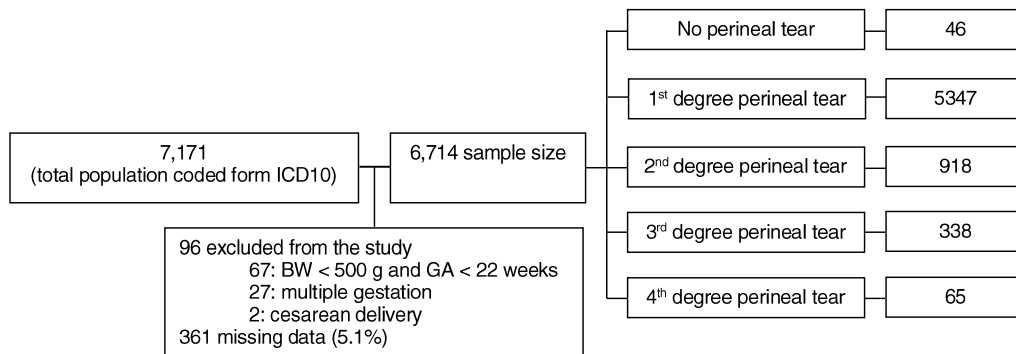 7,171
(total population coded form ICD10)
96 excluded from the study
67: BW < 500 g and GA < 22 weeks
27: multiple gestation
2: cesarean delivery
361 missing data (5.1%)
6,714 sample size
No perineal tear
46
1st degree perineal tear
5347
2nd degree perineal tear
918
3rd degree perineal tear
338
4th degree perineal tear
65